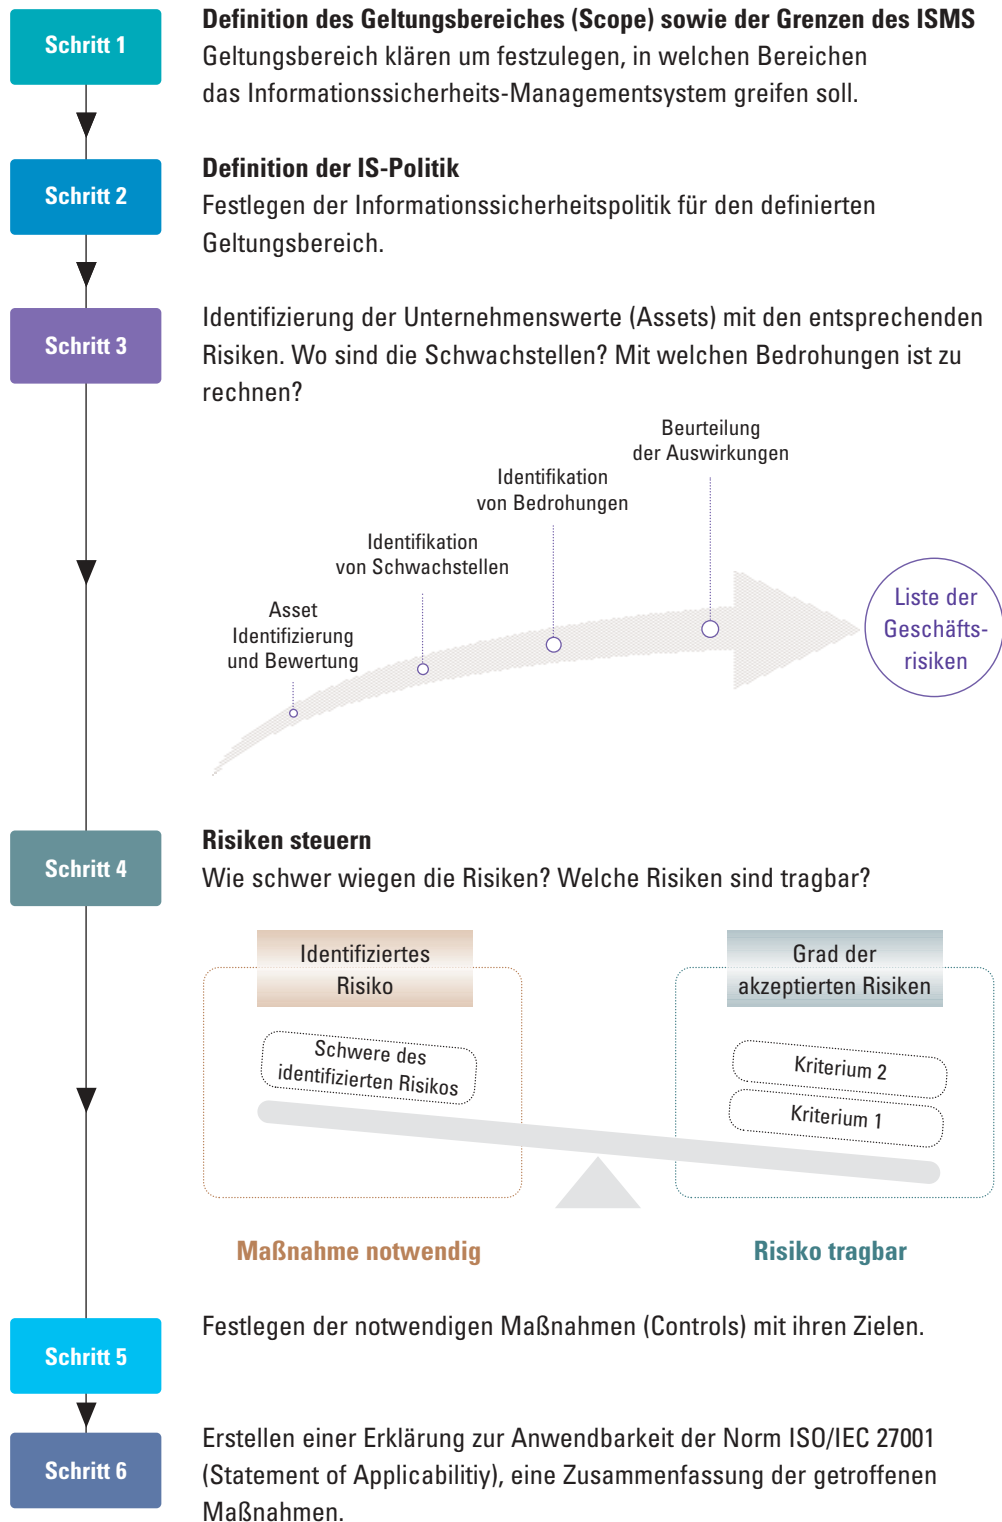 Schritt 1
Definition des Geltungsbereiches (Scope) sowie der Grenzen des ISMS
Geltungsbereich klären um festzulegen, in welchen Bereichen
das Informationssicherheits-Managementsystem greifen soll.
Schritt 2
Definition der IS-Politik
Festlegen der Informationssicherheitspolitik für den definierten
Geltungsbereich.
Schritt 3
Identifizierung der Unternehmenswerte (Assets) mit den entsprechenden
Risiken. Wo sind die Schwachstellen? Mit welchen Bedrohungen ist zu
rechnen?
Asset
Identifizierung
und Bewertung
Identifikation
von Schwachstellen
Identifikation
von Bedrohungen
Beurteilung
der Auswirkungen
Liste der
Geschäfts-
risiken
Schritt 4
Risiken steuern
Wie schwer wiegen die Risiken? Welche Risiken sind tragbar?
Identifiziertes
Risiko
Schwere des
identifizierten Risikos
Maßnahme notwendig
Grad der
akzeptierten Risiken
Kriterium 2
Kriterium 1
Risiko tragbar
Schritt 5
Festlegen der notwendigen Maßnahmen (Controls) mit ihren Zielen.
Schritt 6
Erstellen einer Erklärung zur Anwendbarkeit der Norm ISO/IEC 27001
(Statement of Applicabilitiy), eine Zusammenfassung der getroffenen
Maßnahmen.